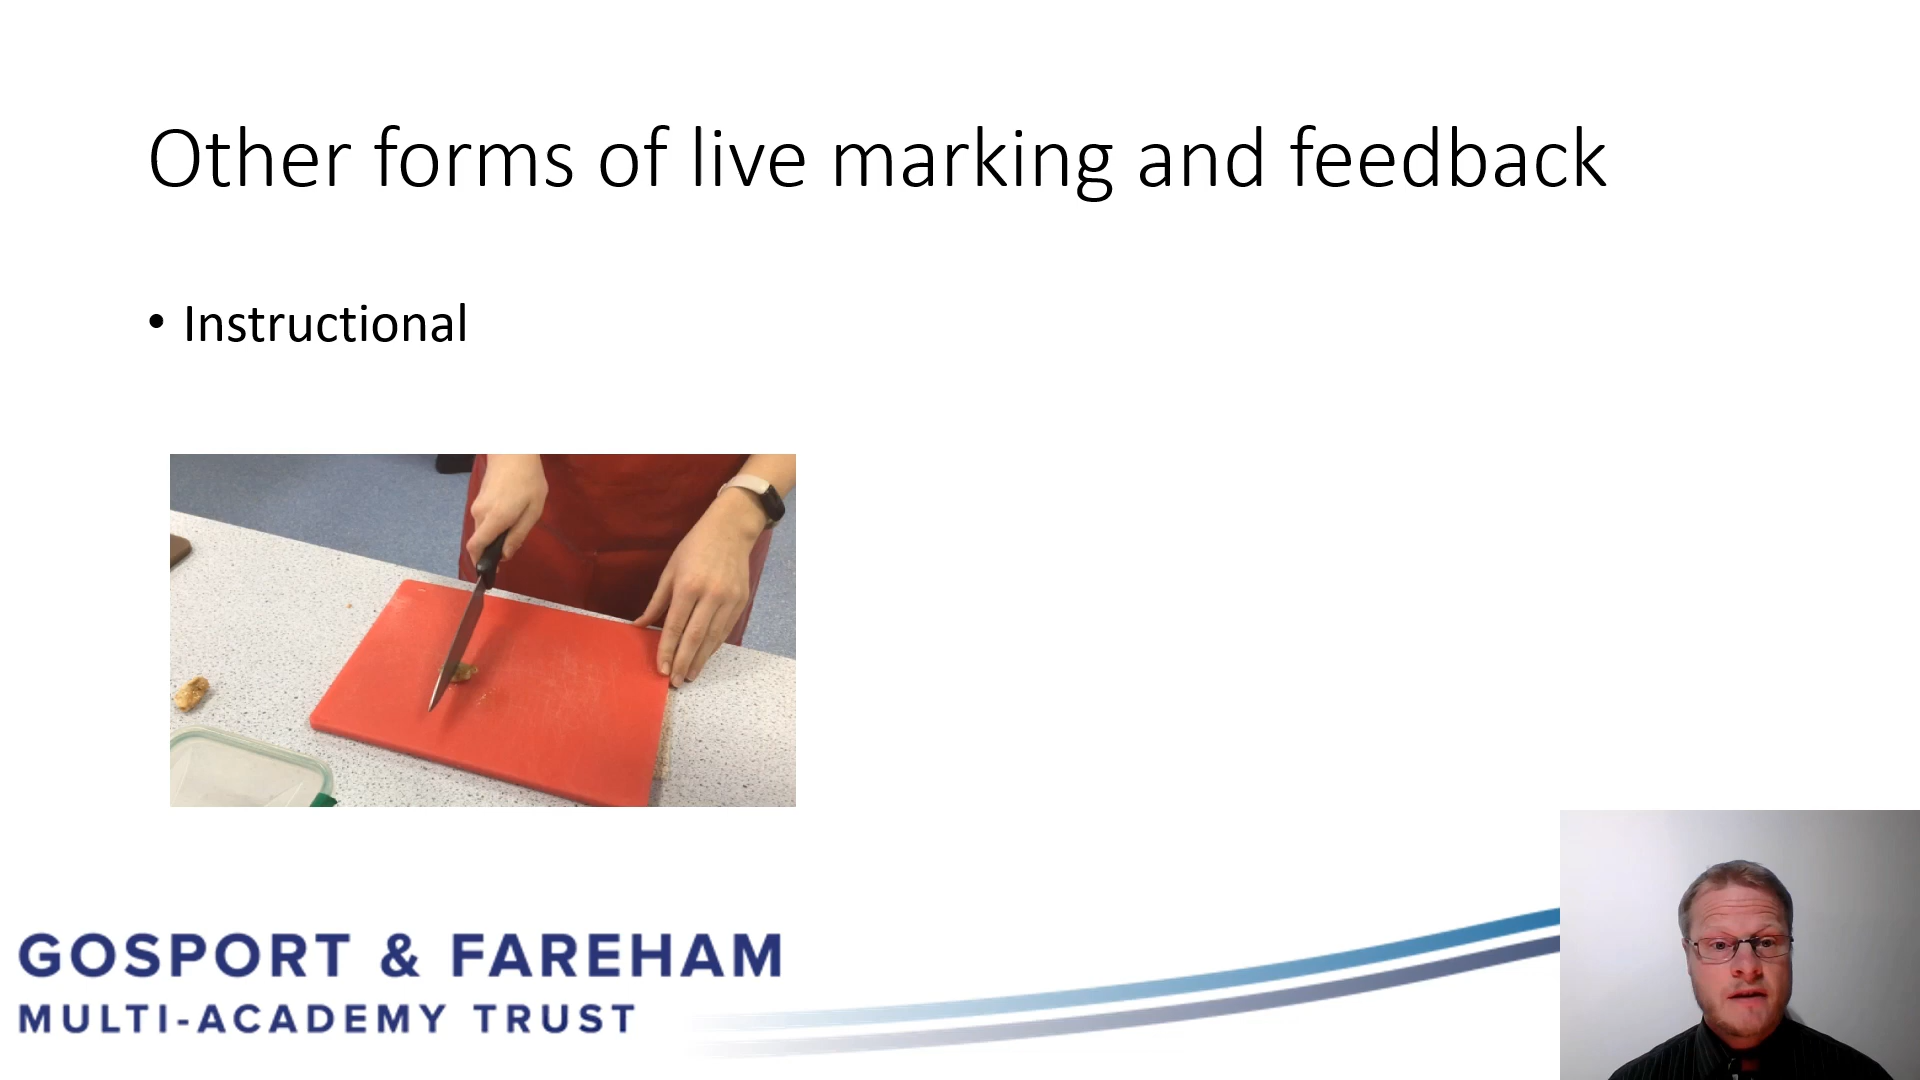 Other forms of live marking and feedback
• Instructional
GOSPORT & FAREHAM
MULTI-ACADEMY TRUST